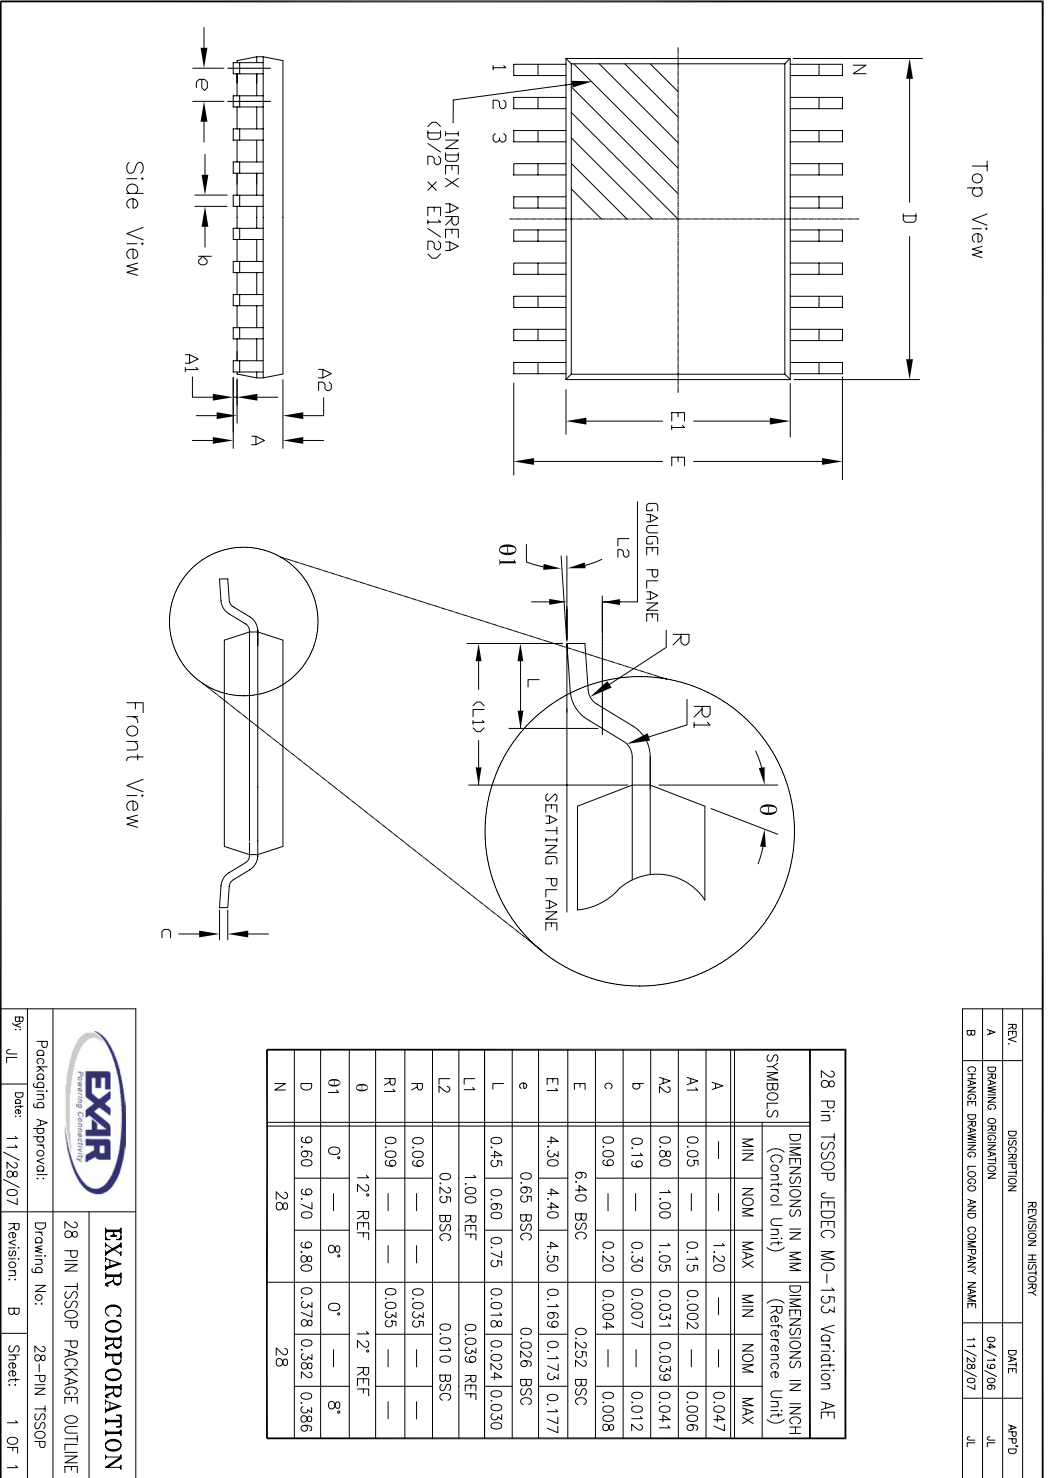 REVISION HISTORY
REV. DISCRIPTION DATE APP'D
A DRAWING ORIGINATION 04/19/06 JL
B CHANGE DRAWING LOGO AND COMPANY NAME 11/28/07 JL
Top View
D
N
1
2
3
INDEX AREA
(D/2 x E1/2)
E1
E
Side View
e
b
A1
A2
A
Front View
c
GAUGE PLANE
L2
θ1
R
R1
L
(L1)
θ
SEATING PLANE
28 Pin TSSOP JEDEC MO-153 Variation AE
SYMBOLS DIMENSIONS IN MM (Control Unit) DIMENSIONS IN INCH (Reference Unit)
MIN NOM MAX MIN NOM MAX
A — — 1.20 — — 0.047
A1 0.05 — 0.15 0.002 — 0.006
A2 0.80 1.00 1.05 0.031 0.039 0.041
b 0.19 — 0.30 0.007 — 0.012
c 0.09 — 0.20 0.004 — 0.008
E 6.40 BSC 0.252 BSC
E1 4.30 4.40 4.50 0.169 0.173 0.177
e 0.65 BSC 0.026 BSC
L 0.45 0.60 0.75 0.018 0.024 0.030
L1 1.00 REF 0.039 REF
L2 0.25 BSC 0.010 BSC
R 0.09 — — 0.035 — —
R1 0.09 — — 0.035 — —
θ 12° REF 12° REF
θ1 0° — 8° 0° — 8°
D 9.60 9.70 9.80 0.378 0.382 0.386
N 28 28
EXAR
Powering Connectivity
EXAR CORPORATION
28 PIN TSSOP PACKAGE OUTLINE
Packaging Approval: Drawing No: 28-PIN TSSOP
By: JL Date: 11/28/07 Revision: B Sheet: 1 OF 1